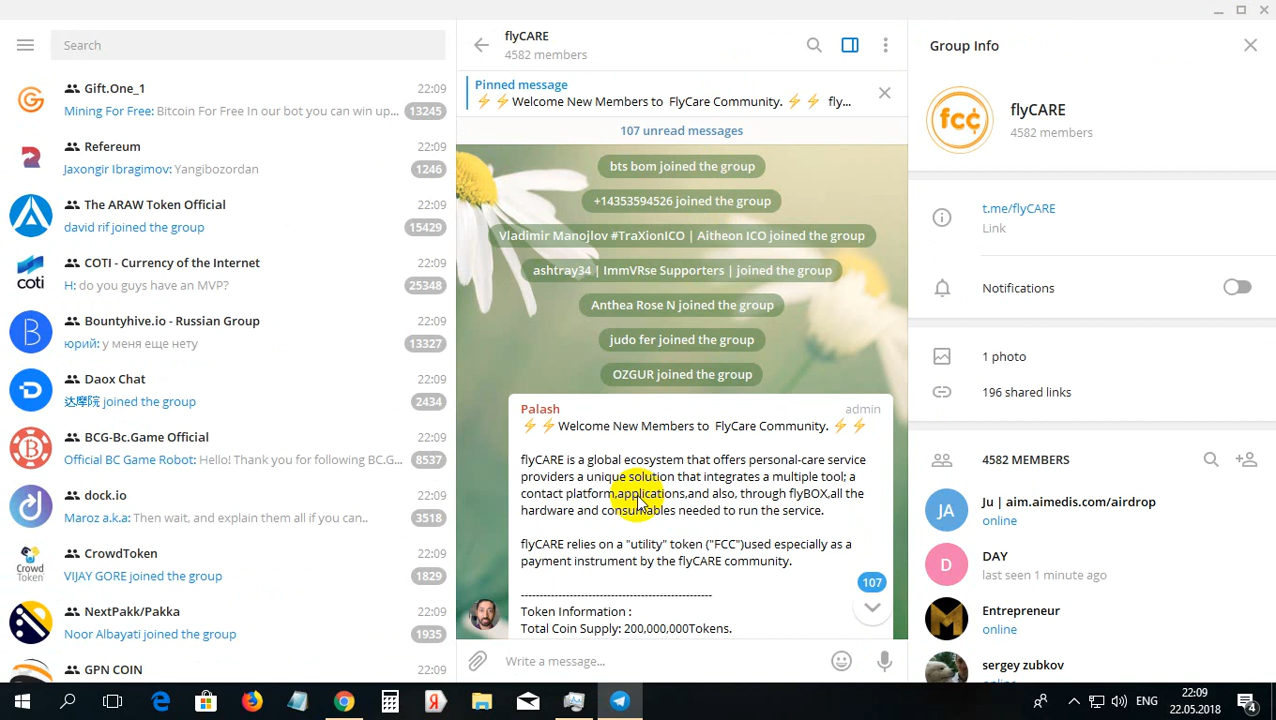 Search
Gift.One_1 22:09
Mining For Free: Bitcoin For Free In our bot you can win up... 13245
Refereum 22:09
Jaxongir Ibragimov: Yangibozordan 1246
The ARAW Token Official 22:09
david rif joined the group 15429
COTI - Currency of the Internet 22:09
coti
H: do you guys have an MVP? 25348
Bountyhive.io - Russian Group 22:09
B
юрий: у меня еще нету 13327
Daox Chat 22:09
达摩院 joined the group 2434
BCG-Bc.Game Official 22:09
Official BC Game Robot: Hello! Thank you for following BC.G... 8537
dock.io 22:09
Maroz a.k.a: Then wait, and explain them all if you can.. 3518
CrowdToken 22:09
Crowd
Token
VIJAY GORE joined the group 1829
NextPakk/Pakka 22:09
Noor Albayati joined the group 1935
GPN COIN 22:09
flyCARE
4582 members
Pinned message
⚡ ⚡Welcome New Members to FlyCare Community. ⚡ ⚡ fly...
107 unread messages
bts bom joined the group
+14353594526 joined the group
Vladimir Manojlov #TraXionICO | Aitheon ICO joined the group
ashtray34 | ImmVRse Supporters | joined the group
Anthea Rose N joined the group
judo fer joined the group
OZGUR joined the group
Palash admin
⚡ ⚡Welcome New Members to FlyCare Community. ⚡ ⚡
flyCARE is a global ecosystem that offers personal-care service
providers a unique solution that integrates a multiple tool; a
contact platform,applications,and also, through flyBOX,all the
hardware and consumables needed to run the service.
flyCARE relies on a "utility" token ("FCC")used especially as a
payment instrument by the flyCARE community.
---------------------------------------------------
Token Information :
Total Coin Supply: 200,000,000Tokens.
107
Write a message...
Group Info
fcc
flyCARE
4582 members
t.me/flyCARE
Link
Notifications
1 photo
196 shared links
4582 MEMBERS
JA
Ju | aim.aimedis.com/airdrop
online
D
DAY
last seen 1 minute ago
Entrepreneur
online
sergey zubkov
ENG
22:09
22.05.2018
4